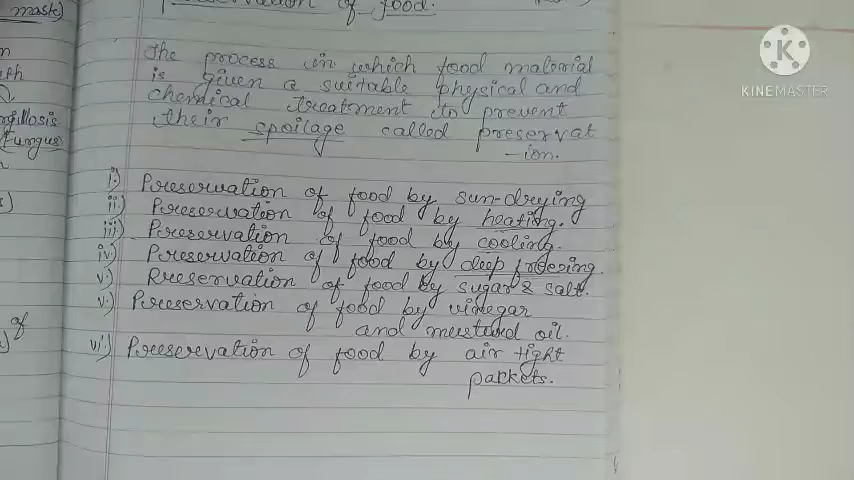 mask)
of food.
The process in which food material
is given a suitable physical and
chemical treatment to prevent
their spoilage called preservat
-ion.
i) Preservation of food by sun-drying
ii) Preservation of food by heating.
iii) Preservation of food by cooling.
iv) Preservation of food by deep freezing.
v) Preservation of food by sugar & salt.
v) Preservation of food by vinegar
and mustard oil.
vi) Preservation of food by air tight
packets.
Fungus
of
K
KINEMASTER